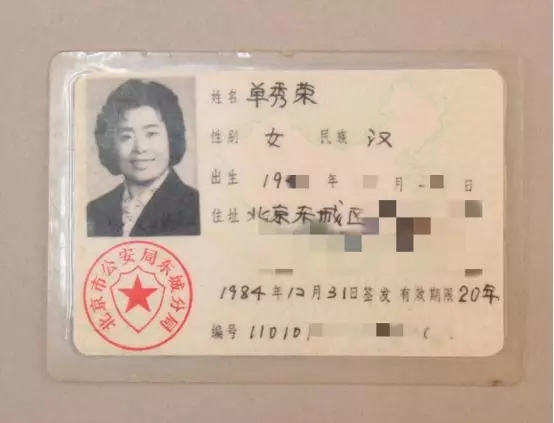 姓名 单秀荣
性别 女 民族 汉
出生 19 年 月 日
住址 北京东城区
1984年12月31日签发 有效期限20年
编号 11010
北京市公安局东城分局